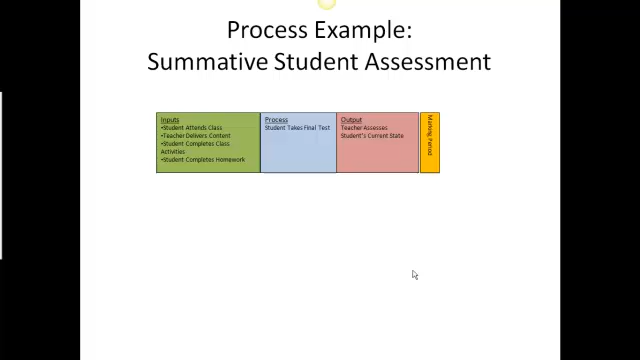 Process Example:
Summative Student Assessment
Inputs
•Student Attends Class
•Teacher Delivers Content
•Student Completes Class
Activities
•Student Completes Homework
Process
Student Takes Final Test
Output
Teacher Assesses
Student's Current State
Marking Period